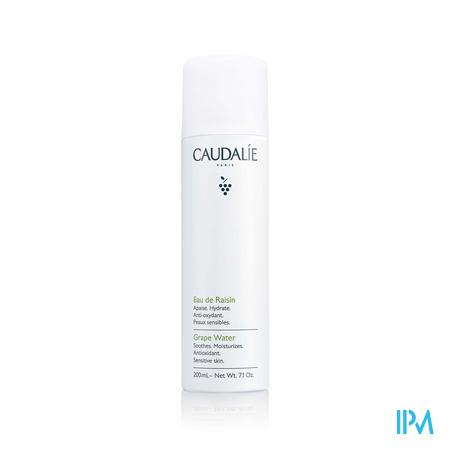 CAUDALÍE
PARIS
Eau de Raisin
Apaise. Hydrate.
Anti-oxydant.
Peaux sensibles.
Grape Water
Soothes. Moisturizes.
Antioxidant.
Sensitive skin.
200mL - Net Wt. 7.1 Oz.
IPM